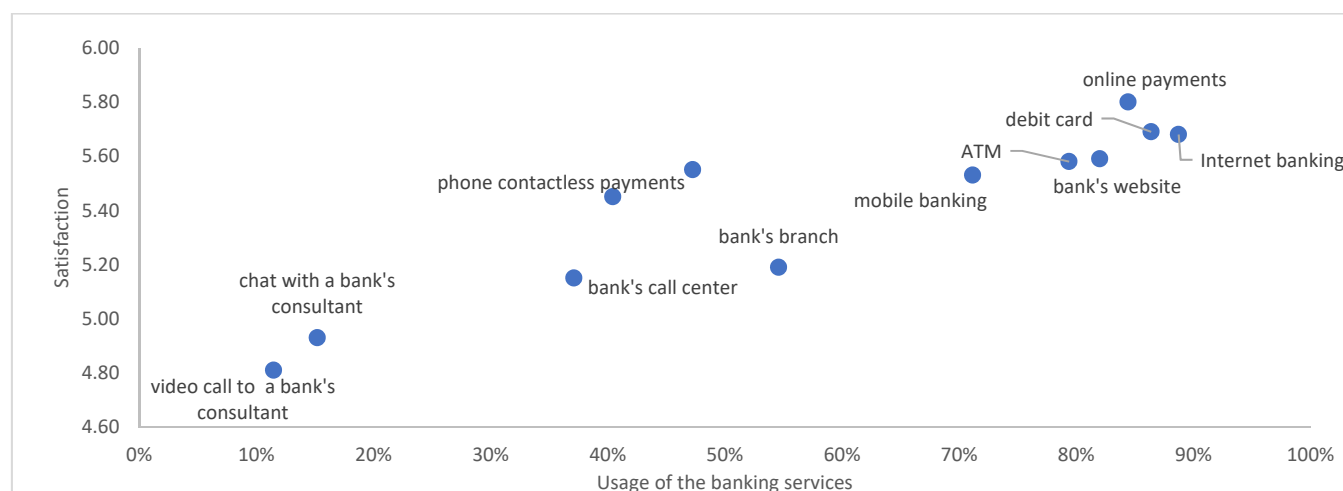 6.00
5.80
5.60
5.40
5.20
5.00
4.80
4.60
Satisfaction
online payments
debit card
ATM
Internet banking
bank's website
phone contactless payments
mobile banking
bank's branch
chat with a bank's
consultant
bank's call center
video call to  a bank's
consultant
0%
10%
20%
30%
40%
50%
60%
70%
80%
90%
100%
Usage of the banking services